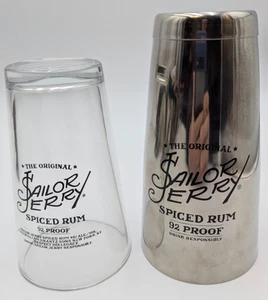 ★ THE ORIGINAL ★
SAILOR
JERRY®
SPICED RUM
92 PROOF
★ THE ORIGINAL ★
SAILOR
JERRY®
SPICED RUM
92 PROOF
DRINK RESPONSIBLY